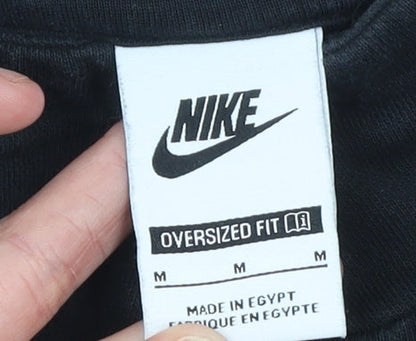 NIKE
OVERSIZED FIT
M M M
MADE IN EGYPT
FABRIQUE EN EGYPTE